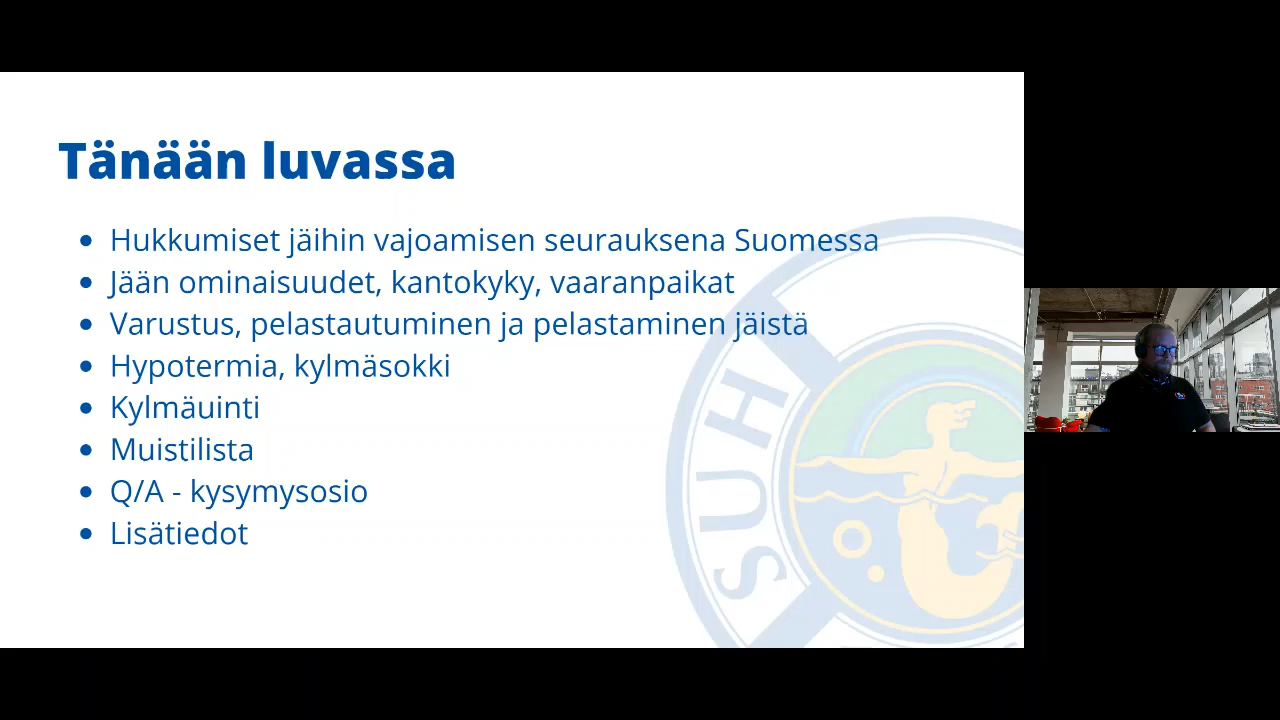 Tänään luvassa
Hukkumiset jäihin vajoamisen seurauksena Suomessa
Jään ominaisuudet, kantokyky, vaaranpaikat
Varustus, pelastautuminen ja pelastaminen jäistä
Hypotermia, kylmäsokki
Kylmäuinti
Muistilista
Q/A - kysymysosio
Lisätiedot
SUH